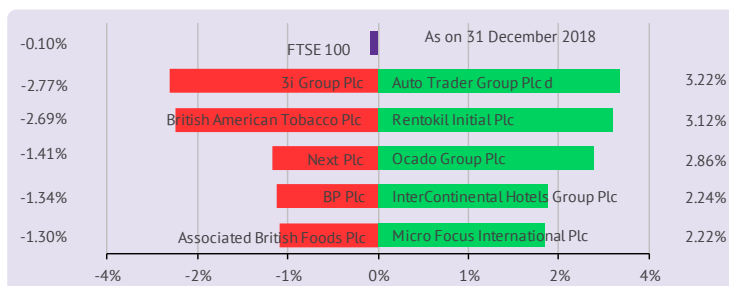 -0.10% FTSE 100 As on 31 December 2018
-2.77% 3i Group Plc Auto Trader Group Plc d 3.22%
-2.69% British American Tobacco Plc Rentokil Initial Plc 3.12%
-1.41% Next Plc Ocado Group Plc 2.86%
-1.34% BP Plc InterContinental Hotels Group Plc 2.24%
-1.30% Associated British Foods Plc Micro Focus International Plc 2.22%
-4% -2% -1% 0% 1% 2% 4%